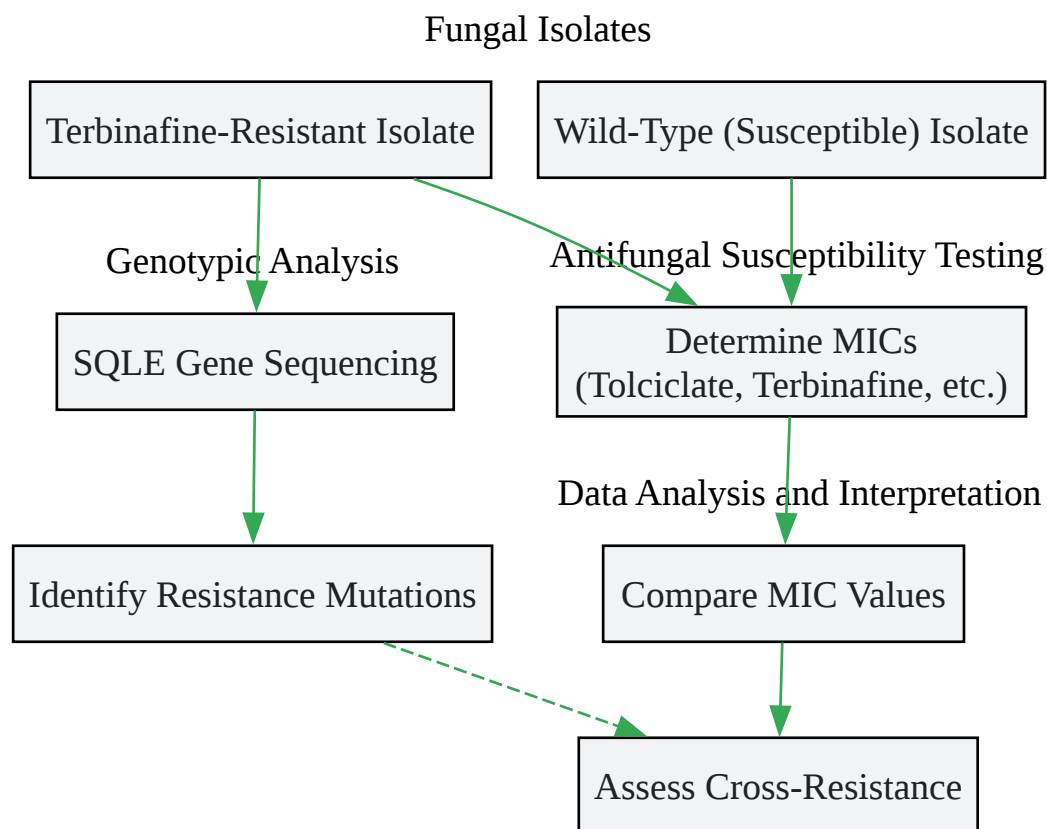 Fungal Isolates
Terbinafine-Resistant Isolate
Wild-Type (Susceptible) Isolate
Genotypic Analysis
Antifungal Susceptibility Testing
SQLE Gene Sequencing
Determine MICs
(Tolciclate, Terbinafine, etc.)
Data Analysis and Interpretation
Identify Resistance Mutations
Compare MIC Values
Assess Cross-Resistance